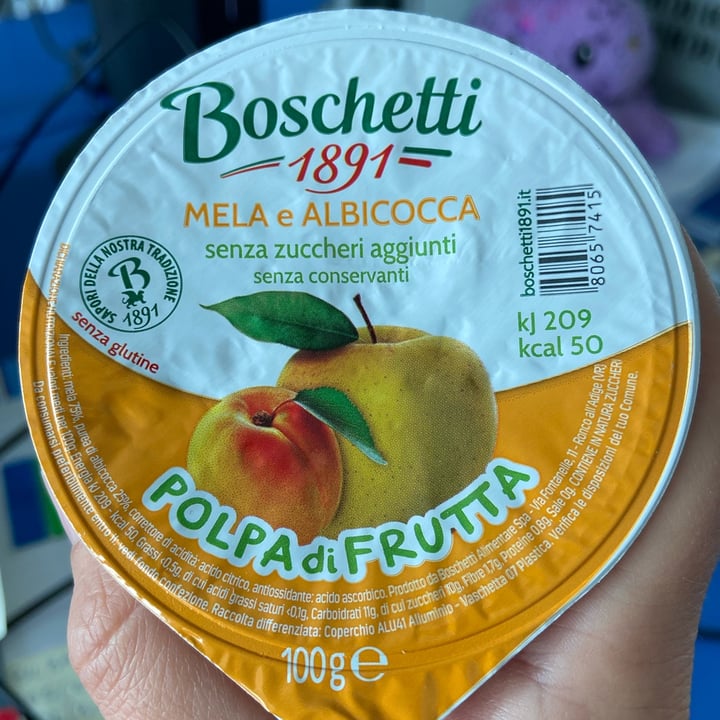 Boschetti
1891
MELA e ALBICOCCA
senza zuccheri aggiunti
senza conservanti
SAPORI DELLA NOSTRA TRADIZIONE
B
1891
senza glutine
boschetti1891.it
80657415
kJ 209
kcal 50
POLPA di FRUTTA
Ingredienti: mela 75%, purea di albicocca 25%, correttore di acidità: acido citrico, antiossidante: acido ascorbico. Prodotto da Boschetti Alimentare Spa - Via Fontanelle, 11 - Ronco all'Adige (VR)
Valori medi per 100g: Energia kJ 209 - kcal 50, Grassi <0,5g, di cui acidi grassi saturi <0,1g, Carboidrati 11g, di cui zuccheri 10g, Fibre 1,7g, Proteine 0,8g, Sale 0g. CONTIENE IN NATURA ZUCCHERI
Da consumarsi preferibilmente entro il: vedi fondo confezione. Raccolta differenziata: Coperchio ALU41 Alluminio - Vaschetta 07 Plastica. Verifica le disposizioni del tuo Comune.
100 g e